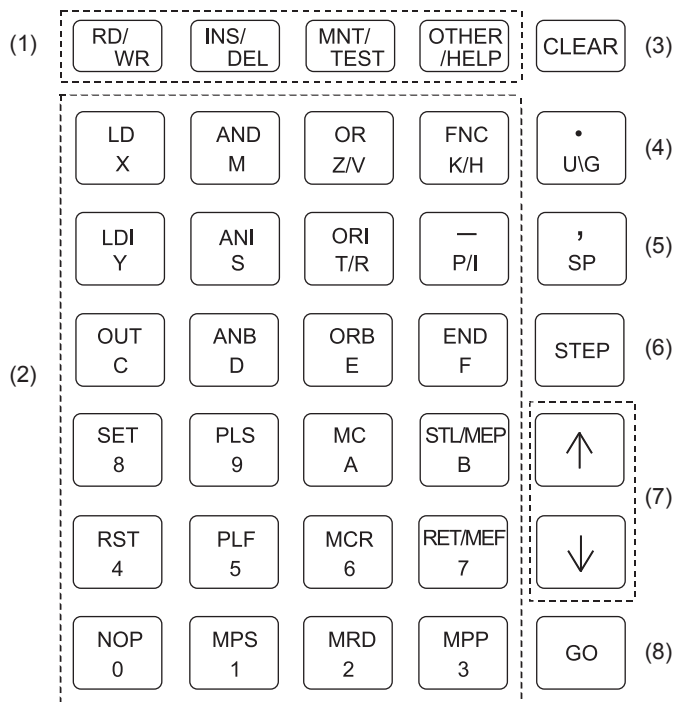 (1) RD/ WR INS/ DEL MNT/ TEST OTHER /HELP CLEAR (3)
LD AND OR FNC •
X M Z/V K/H U\G (4)
LDI ANI ORI — ,
Y S T/R P/I SP (5)
OUT ANB ORB END STEP (6)
(2) C D E F
SET PLS MC STL/MEP ↑
8 9 A B
(7)
RST PLF MCR RET/MEF ↓
4 5 6 7
NOP MPS MRD MPP GO (8)
0 1 2 3